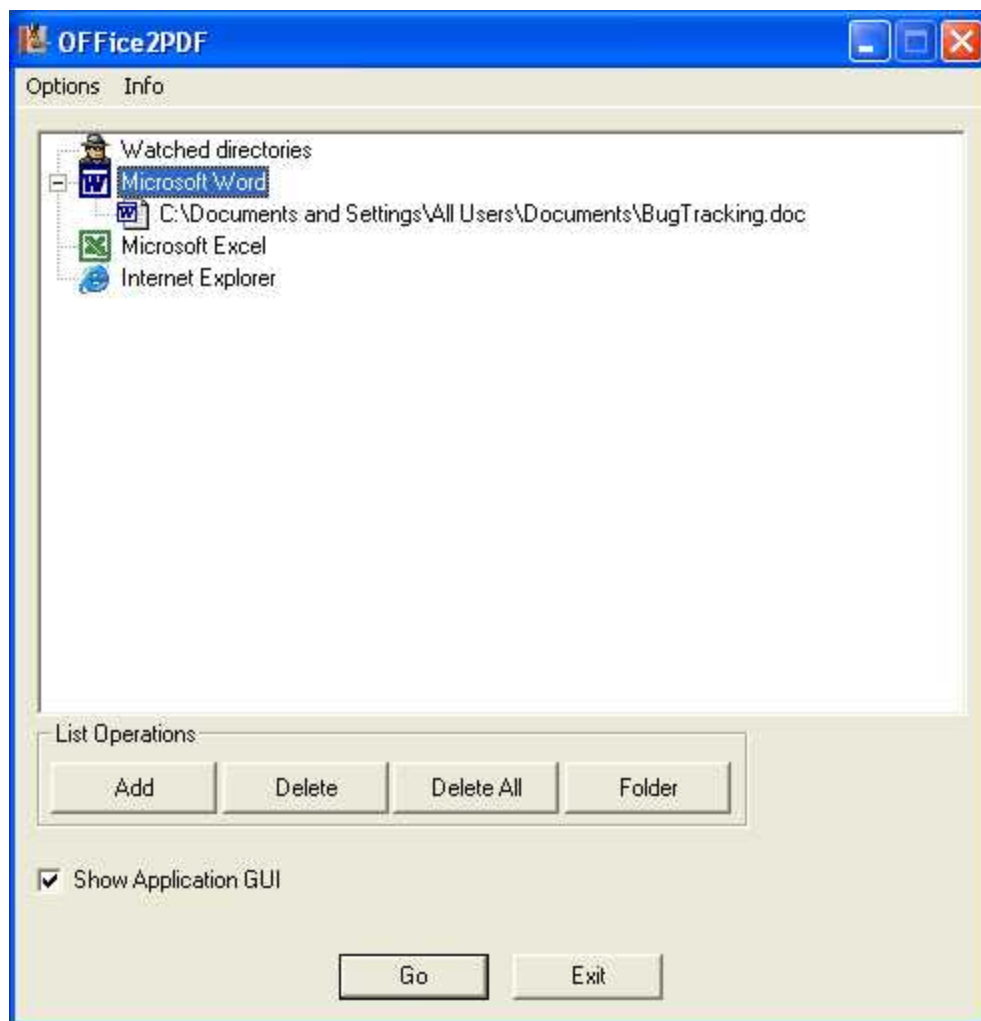 OFFice2PDF
Options Info
Watched directories
Microsoft Word
C:\Documents and Settings\All Users\Documents\BugTracking.doc
Microsoft Excel
Internet Explorer
List Operations
Add Delete Delete All Folder
Show Application GUI
Go Exit